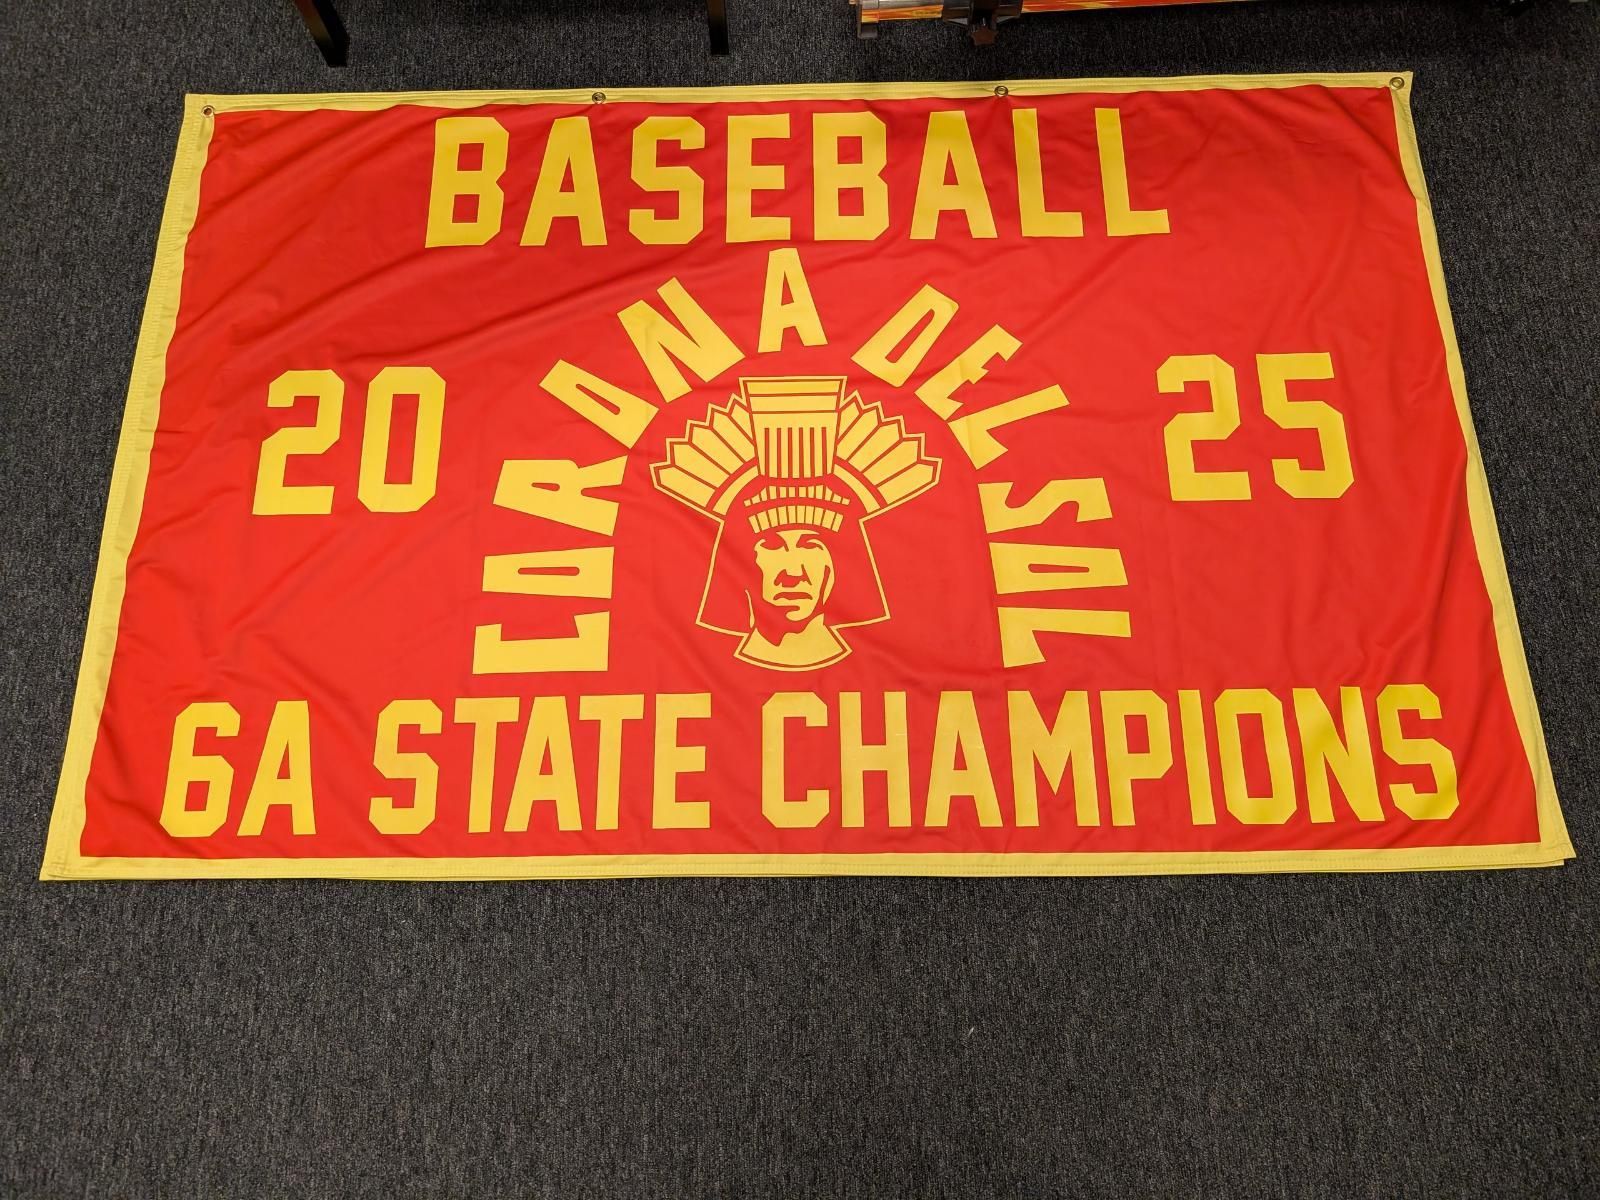 BASEBALL
CORONA DEL SOL
20 25
6A STATE CHAMPIONS